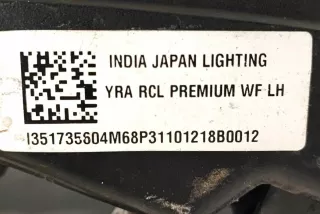 INDIA JAPAN LIGHTING
YRA RCL PREMIUM WF LH
I351735604M68P31101218B0012